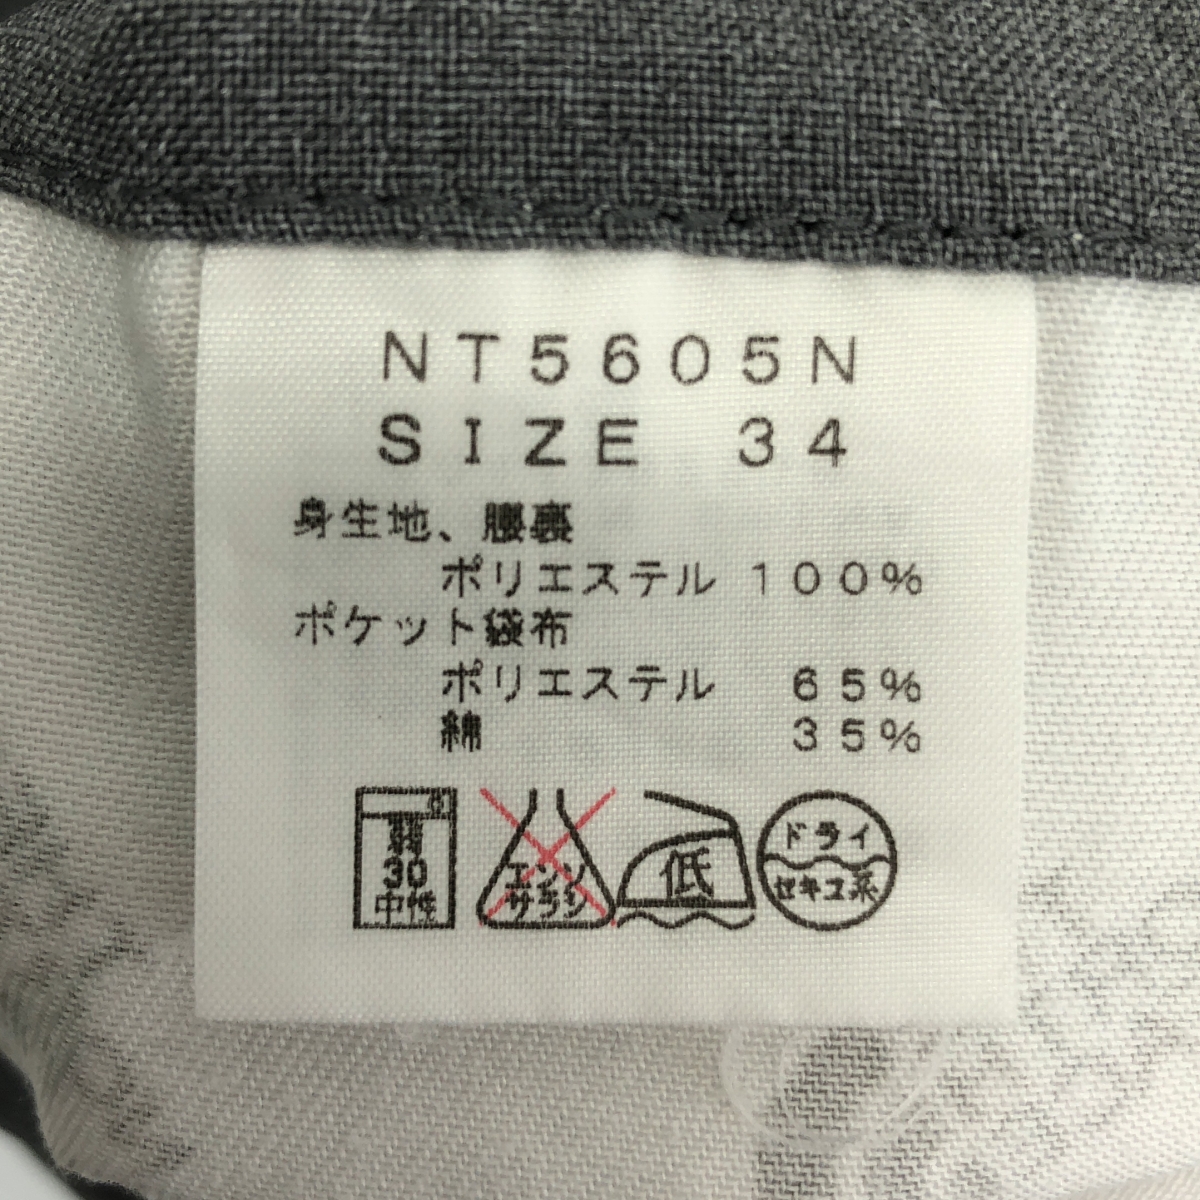 NT5605N
SIZE 34
身生地、腰裏
ポリエステル 100%
ポケット袋布
ポリエステル 65%
綿 35%
弱
30
中性
エンソ
サラシ
低
ドライ
セキユ系